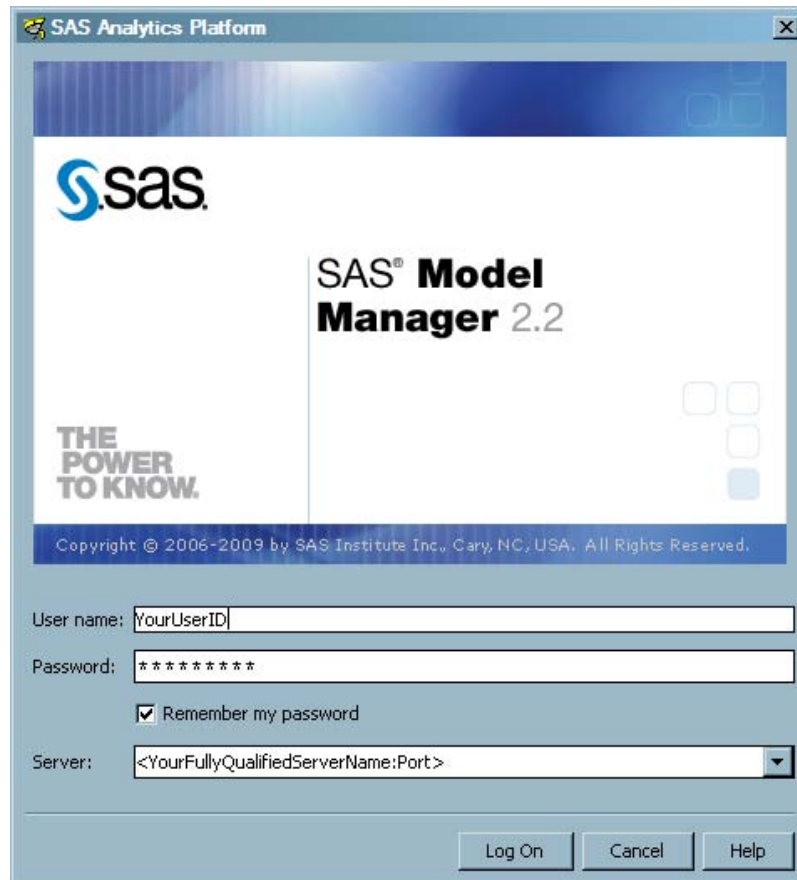 SAS Analytics Platform
sas.
SAS® Model
Manager 2.2
THE
POWER
TO KNOW.
Copyright © 2006-2009 by SAS Institute Inc., Cary, NC, USA. All Rights Reserved.
User name: YourUserID
Password: *********
Remember my password
Server: <YourFullyQualifiedServerName:Port>
Log On Cancel Help